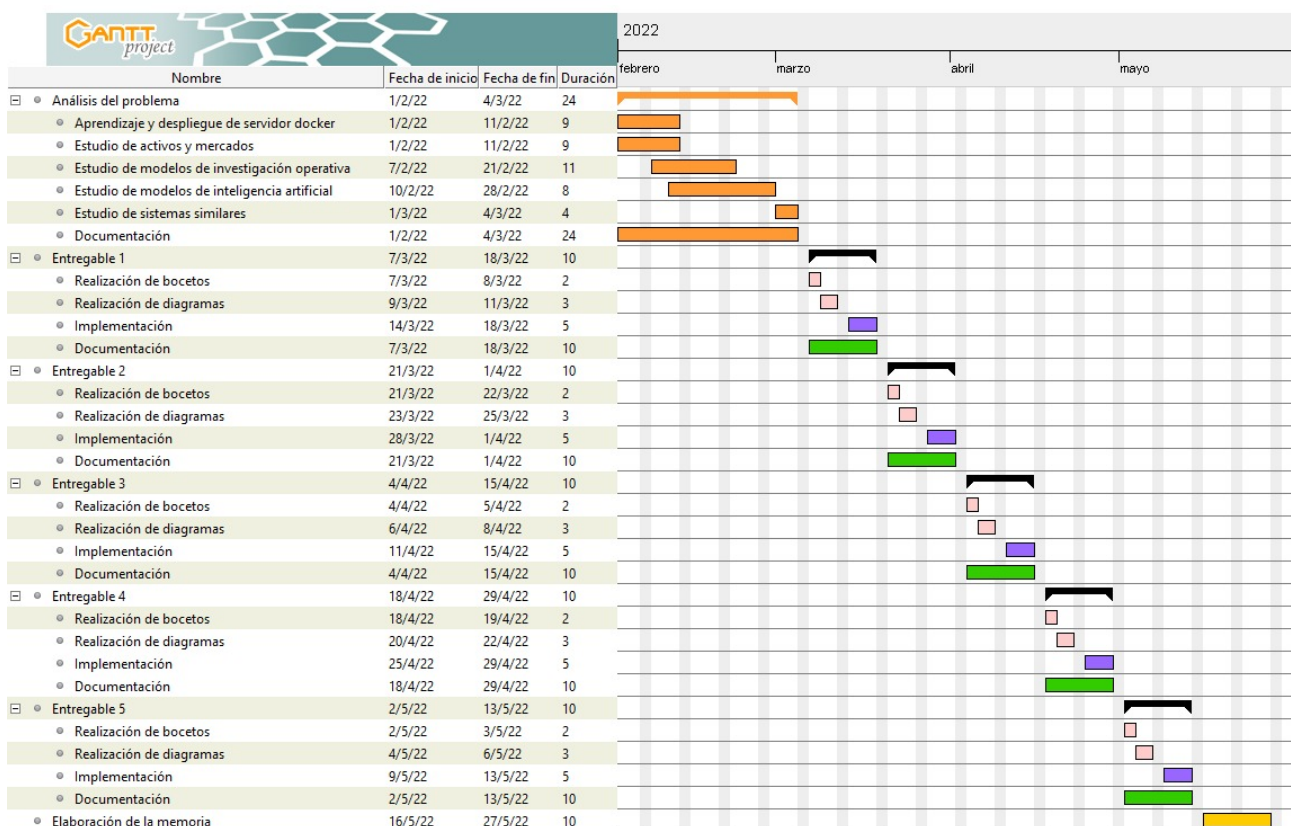 GANTT
project
2022
febrero marzo abril mayo
Nombre Fecha de inicio Fecha de fin Duración
Análisis del problema 1/2/22 4/3/22 24
Aprendizaje y despliegue de servidor docker 1/2/22 11/2/22 9
Estudio de activos y mercados 1/2/22 11/2/22 9
Estudio de modelos de investigación operativa 7/2/22 21/2/22 11
Estudio de modelos de inteligencia artificial 10/2/22 28/2/22 8
Estudio de sistemas similares 1/3/22 4/3/22 4
Documentación 1/2/22 4/3/22 24
Entregable 1 7/3/22 18/3/22 10
Realización de bocetos 7/3/22 8/3/22 2
Realización de diagramas 9/3/22 11/3/22 3
Implementación 14/3/22 18/3/22 5
Documentación 7/3/22 18/3/22 10
Entregable 2 21/3/22 1/4/22 10
Realización de bocetos 21/3/22 22/3/22 2
Realización de diagramas 23/3/22 25/3/22 3
Implementación 28/3/22 1/4/22 5
Documentación 21/3/22 1/4/22 10
Entregable 3 4/4/22 15/4/22 10
Realización de bocetos 4/4/22 5/4/22 2
Realización de diagramas 6/4/22 8/4/22 3
Implementación 11/4/22 15/4/22 5
Documentación 4/4/22 15/4/22 10
Entregable 4 18/4/22 29/4/22 10
Realización de bocetos 18/4/22 19/4/22 2
Realización de diagramas 20/4/22 22/4/22 3
Implementación 25/4/22 29/4/22 5
Documentación 18/4/22 29/4/22 10
Entregable 5 2/5/22 13/5/22 10
Realización de bocetos 2/5/22 3/5/22 2
Realización de diagramas 4/5/22 6/5/22 3
Implementación 9/5/22 13/5/22 5
Documentación 2/5/22 13/5/22 10
Elaboración de la memoria 16/5/22 27/5/22 10